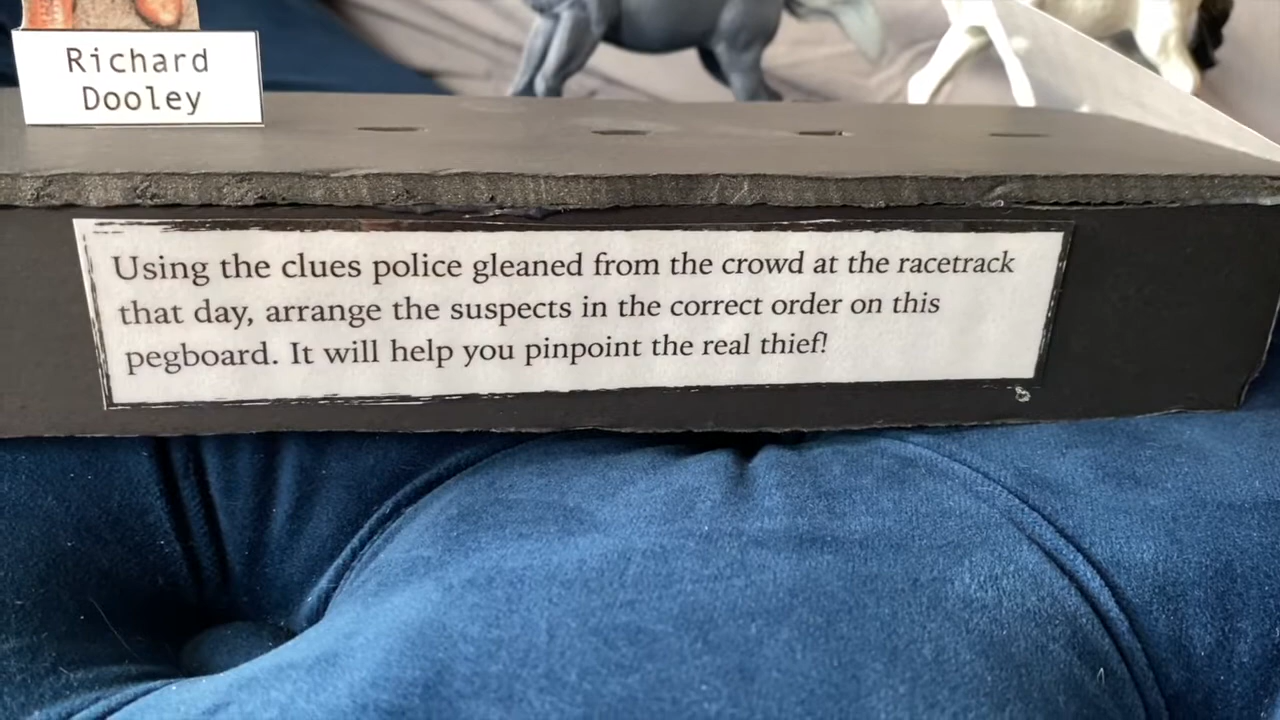 Richard
Dooley
Using the clues police gleaned from the crowd at the racetrack
that day, arrange the suspects in the correct order on this
pegboard. It will help you pinpoint the real thief!